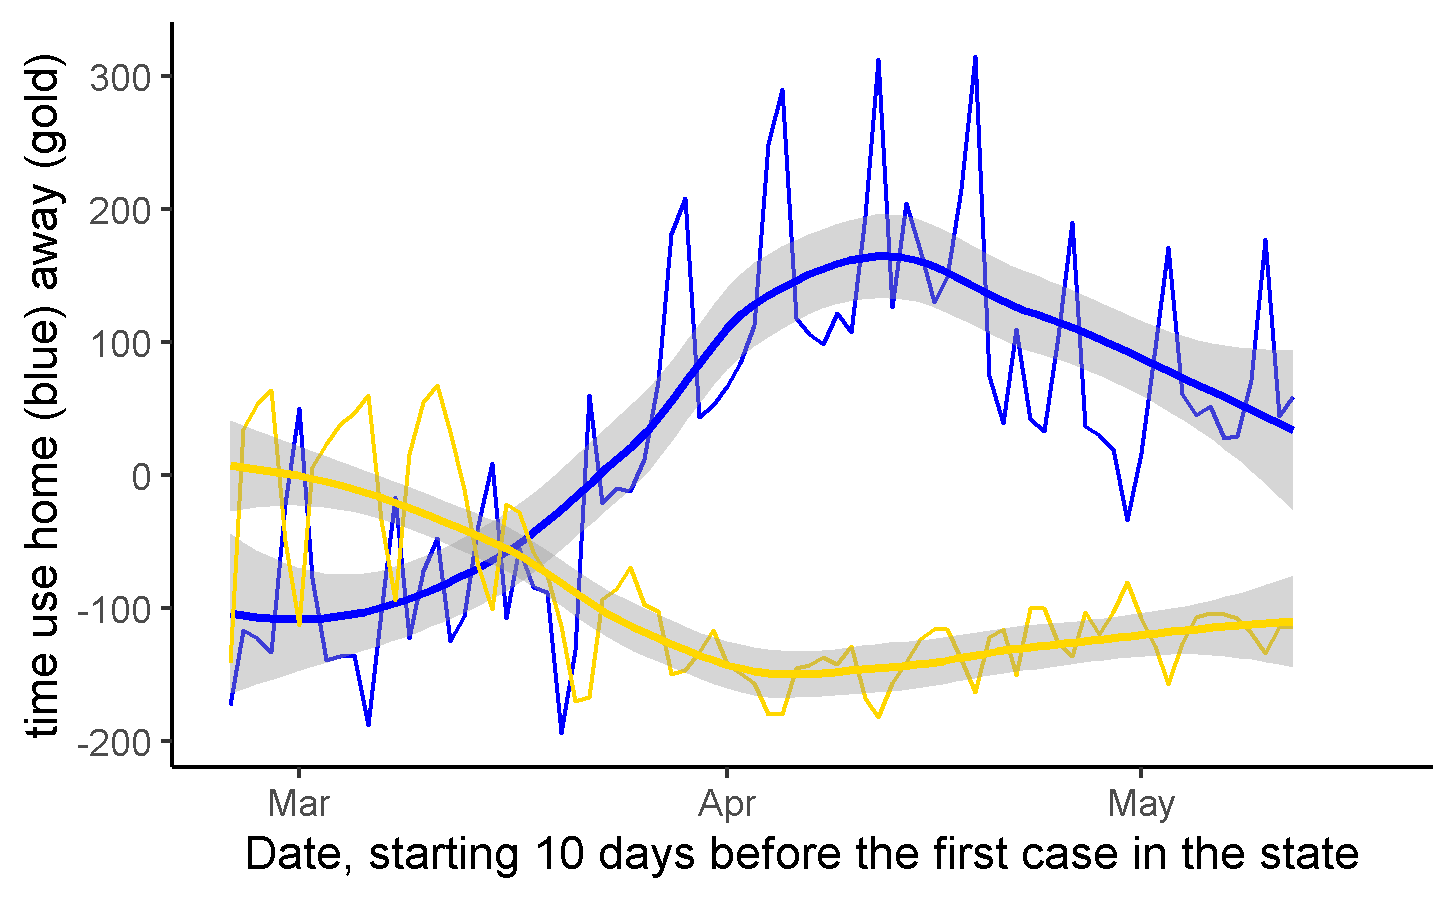 time use home (blue) away (gold)
300
200
100
0
-100
-200
Mar
Apr
May
Date, starting 10 days before the first case in the state